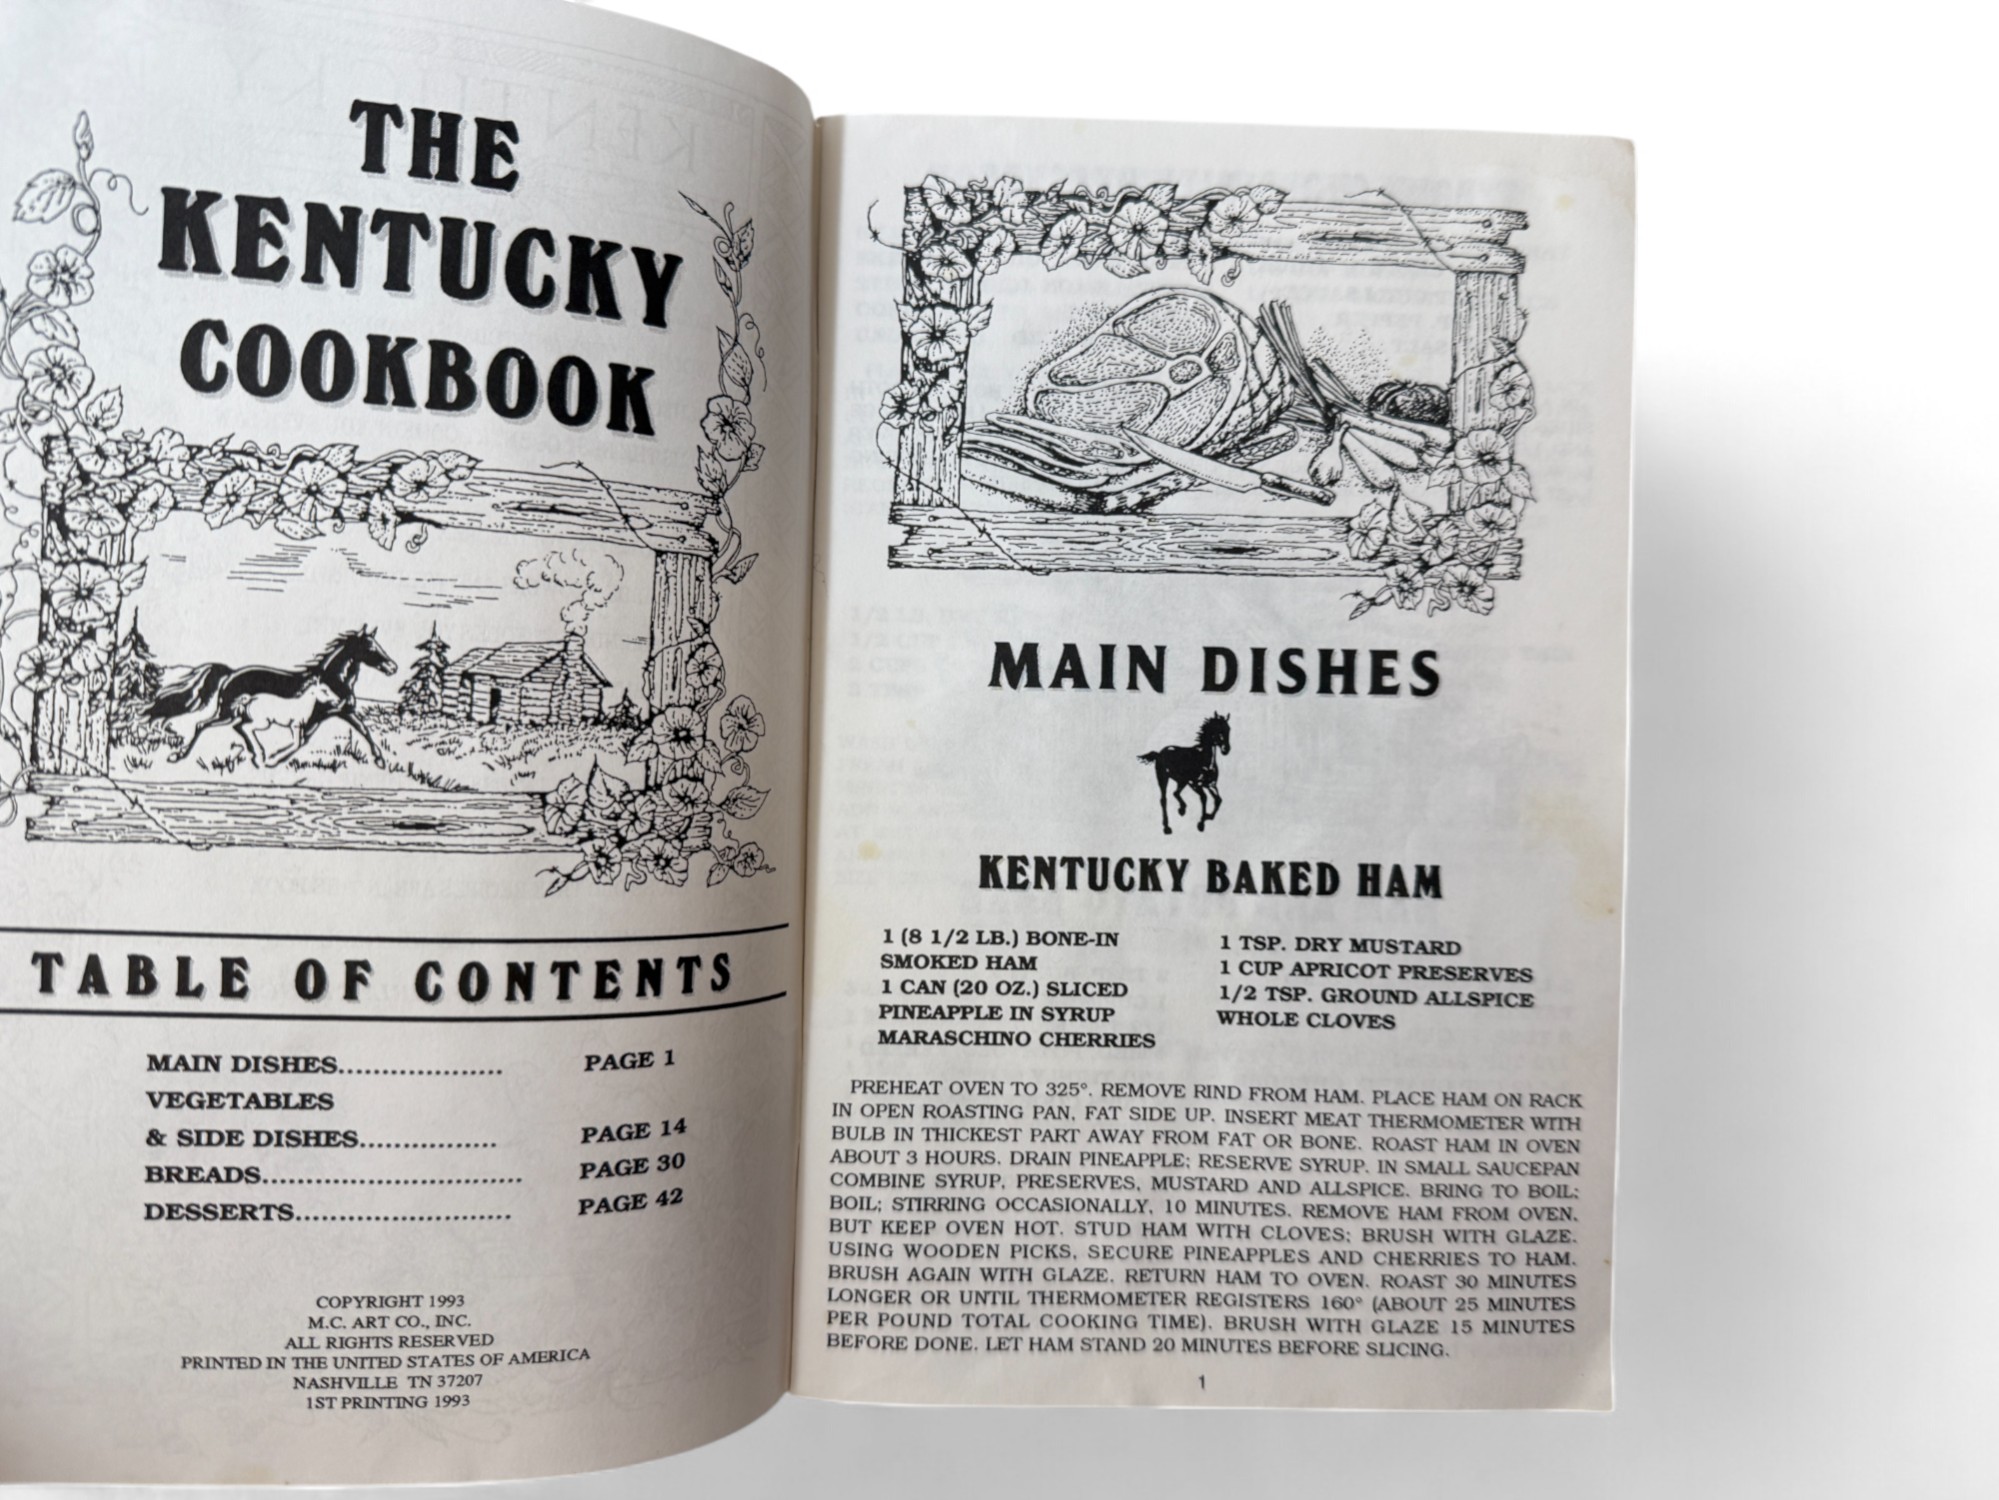 THE
KENTUCKY
COOKBOOK
TABLE OF CONTENTS
MAIN DISHES................... PAGE 1
VEGETABLES
& SIDE DISHES................ PAGE 14
BREADS.............................. PAGE 30
DESSERTS......................... PAGE 42
COPYRIGHT 1993
M.C. ART CO., INC.
ALL RIGHTS RESERVED
PRINTED IN THE UNITED STATES OF AMERICA
NASHVILLE TN 37207
1ST PRINTING 1993
MAIN DISHES
KENTUCKY BAKED HAM
1 (8 1/2 LB.) BONE-IN
SMOKED HAM
1 CAN (20 OZ.) SLICED
PINEAPPLE IN SYRUP
MARASCHINO CHERRIES
1 TSP. DRY MUSTARD
1 CUP APRICOT PRESERVES
1/2 TSP. GROUND ALLSPICE
WHOLE CLOVES
PREHEAT OVEN TO 325°. REMOVE RIND FROM HAM. PLACE HAM ON RACK
IN OPEN ROASTING PAN, FAT SIDE UP. INSERT MEAT THERMOMETER WITH
BULB IN THICKEST PART AWAY FROM FAT OR BONE. ROAST HAM IN OVEN
ABOUT 3 HOURS. DRAIN PINEAPPLE; RESERVE SYRUP. IN SMALL SAUCEPAN
COMBINE SYRUP, PRESERVES, MUSTARD AND ALLSPICE. BRING TO BOIL;
BOIL; STIRRING OCCASIONALLY, 10 MINUTES. REMOVE HAM FROM OVEN,
BUT KEEP OVEN HOT. STUD HAM WITH CLOVES; BRUSH WITH GLAZE.
USING WOODEN PICKS, SECURE PINEAPPLES AND CHERRIES TO HAM.
BRUSH AGAIN WITH GLAZE. RETURN HAM TO OVEN. ROAST 30 MINUTES
LONGER OR UNTIL THERMOMETER REGISTERS 160° (ABOUT 25 MINUTES
PER POUND TOTAL COOKING TIME). BRUSH WITH GLAZE 15 MINUTES
BEFORE DONE. LET HAM STAND 20 MINUTES BEFORE SLICING.
1